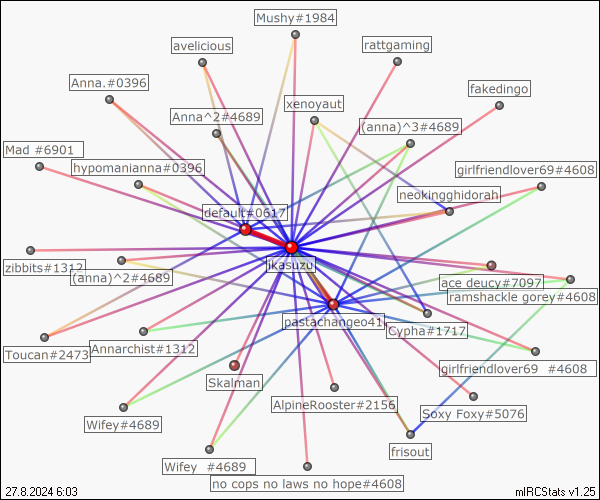 Mushy#1984
avelicious
rattgaming
Anna.#0396
fakedingo
xenoyaut
Anna^2#4689
(anna)^3#4689
Mad #6901
hypomanianna#0396
girlfriendlover69#4608
neokingghidorah
default#0617
zibbits#1312
(anna)^2#4689
jkasuzu
ace deucy#7097
ramshackle gorey#4608
pastachangeo41
Cypha#1717
Toucan#2473
Annarchist#1312
girlfriendlover69 #4608
Skalman
AlpineRooster#2156
Soxy Foxy#5076
Wifey#4689
frisout
Wifey #4689
no cops no laws no hope#4608
27.8.2024 6:03
mIRCStats v1.25